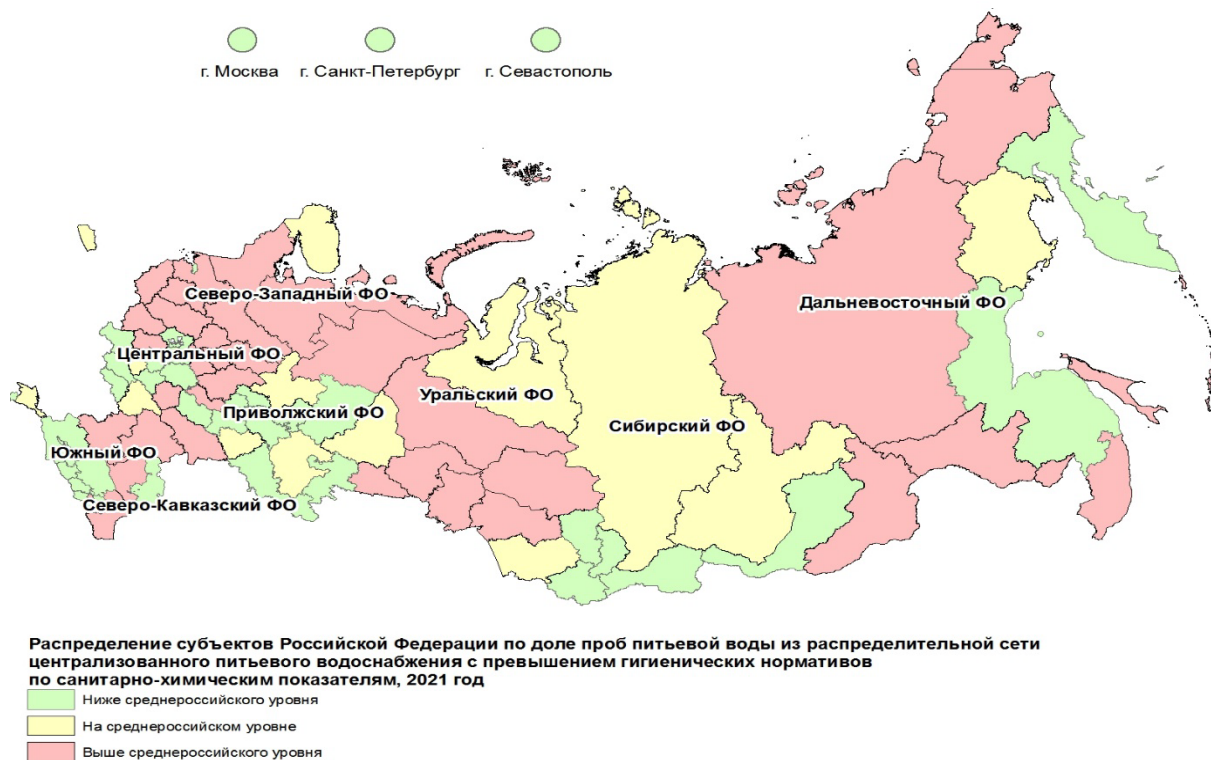 г. Москва г. Санкт-Петербург г. Севастополь
Северо-Западный ФО
Дальневосточный ФО
Центральный ФО
Уральский ФО
Приволжский ФО
Сибирский ФО
Южный ФО
Северо-Кавказский ФО
Распределение субъектов Российской Федерации по доле проб питьевой воды из распределительной сети
централизованного питьевого водоснабжения с превышением гигиенических нормативов
по санитарно-химическим показателям, 2021 год
Ниже среднероссийского уровня
На среднероссийском уровне
Выше среднероссийского уровня